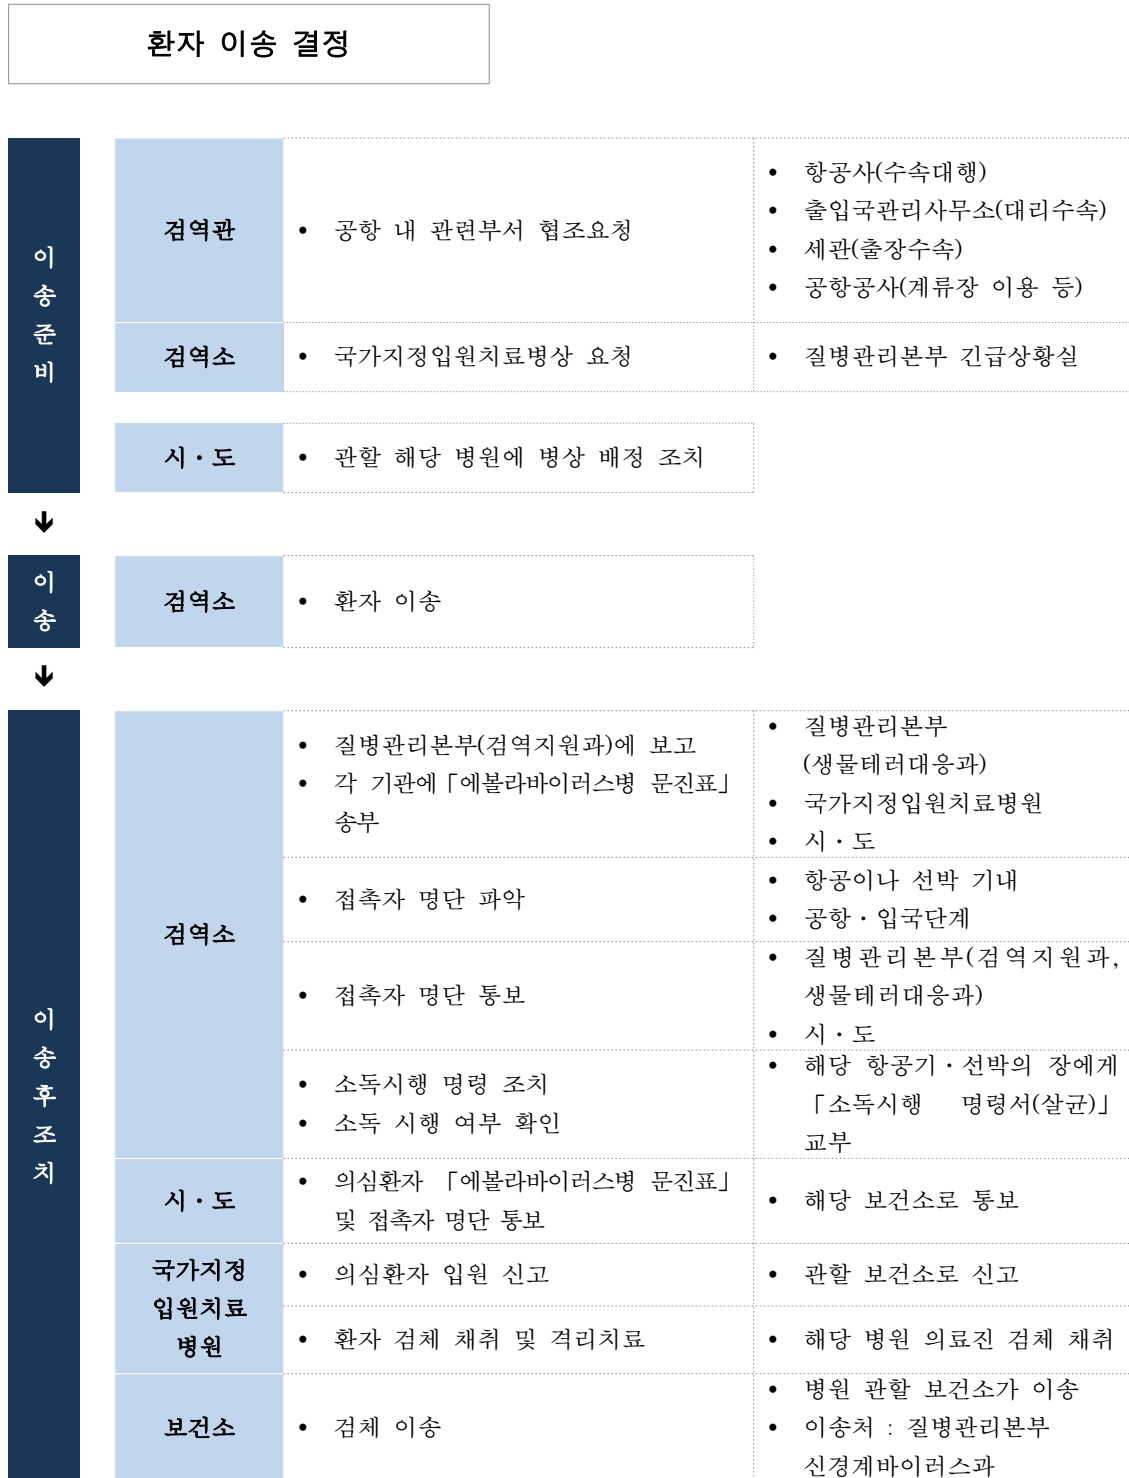 환자 이송 결정
이
송
준
비
검역관
• 공항 내 관련부서 협조요청
• 항공사(수속대행)
• 출입국관리사무소(대리수속)
• 세관(출장수속)
• 공항공사(계류장 이용 등)
검역소
• 국가지정입원치료병상 요청
• 질병관리본부 긴급상황실
시・도
• 관할 해당 병원에 병상 배정 조치
이
송
검역소
• 환자 이송
이
송
후
조
치
검역소
• 질병관리본부(검역지원과)에 보고
• 각 기관에「에볼라바이러스병 문진표」
송부
• 질병관리본부
(생물테러대응과)
• 국가지정입원치료병원
• 시・도
• 접촉자 명단 파악
• 항공이나 선박 기내
• 공항・입국단계
• 접촉자 명단 통보
• 질병관리본부(검역지원과,
생물테러대응과)
• 시・도
• 소독시행 명령 조치
• 소독 시행 여부 확인
• 해당 항공기・선박의 장에게
「소독시행 명령서(살균)」
교부
시・도
• 의심환자 「에볼라바이러스병 문진표」
및 접촉자 명단 통보
• 해당 보건소로 통보
국가지정
입원치료
병원
• 의심환자 입원 신고
• 관할 보건소로 신고
• 환자 검체 채취 및 격리치료
• 해당 병원 의료진 검체 채취
보건소
• 검체 이송
• 병원 관할 보건소가 이송
• 이송처 : 질병관리본부
신경계바이러스과